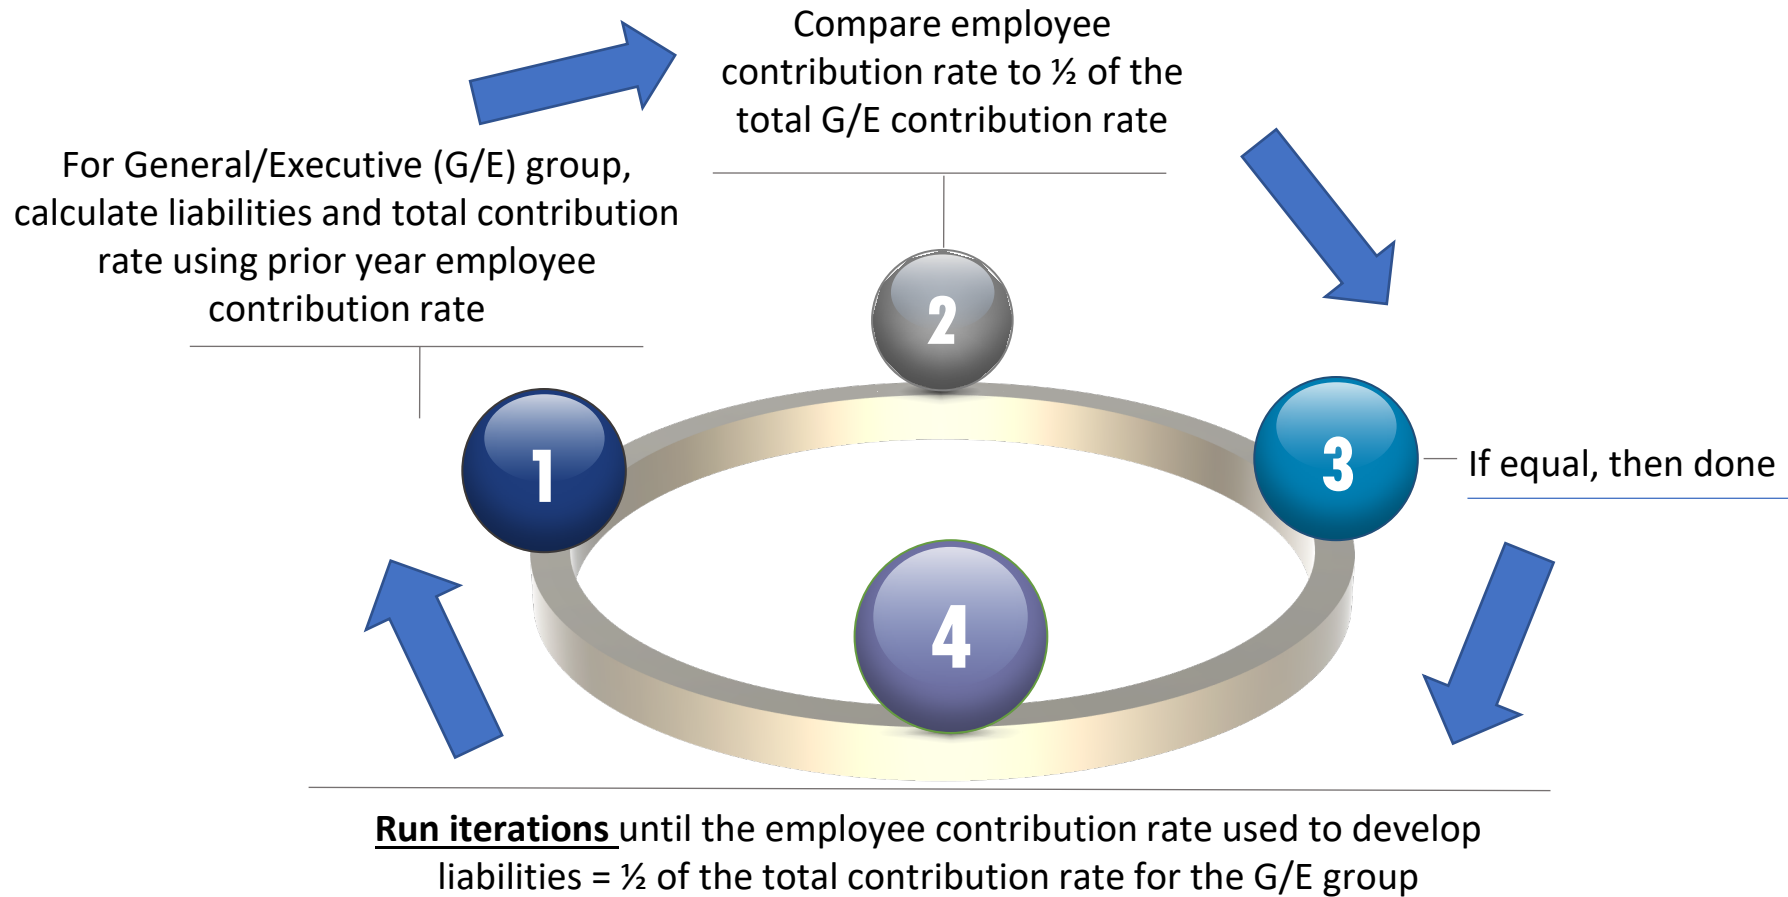 For General/Executive (G/E) group,
calculate liabilities and total contribution
rate using prior year employee
contribution rate
1
Compare employee
contribution rate to ½ of the
total G/E contribution rate
2
3
If equal, then done
4
Run iterations until the employee contribution rate used to develop
liabilities = ½ of the total contribution rate for the G/E group